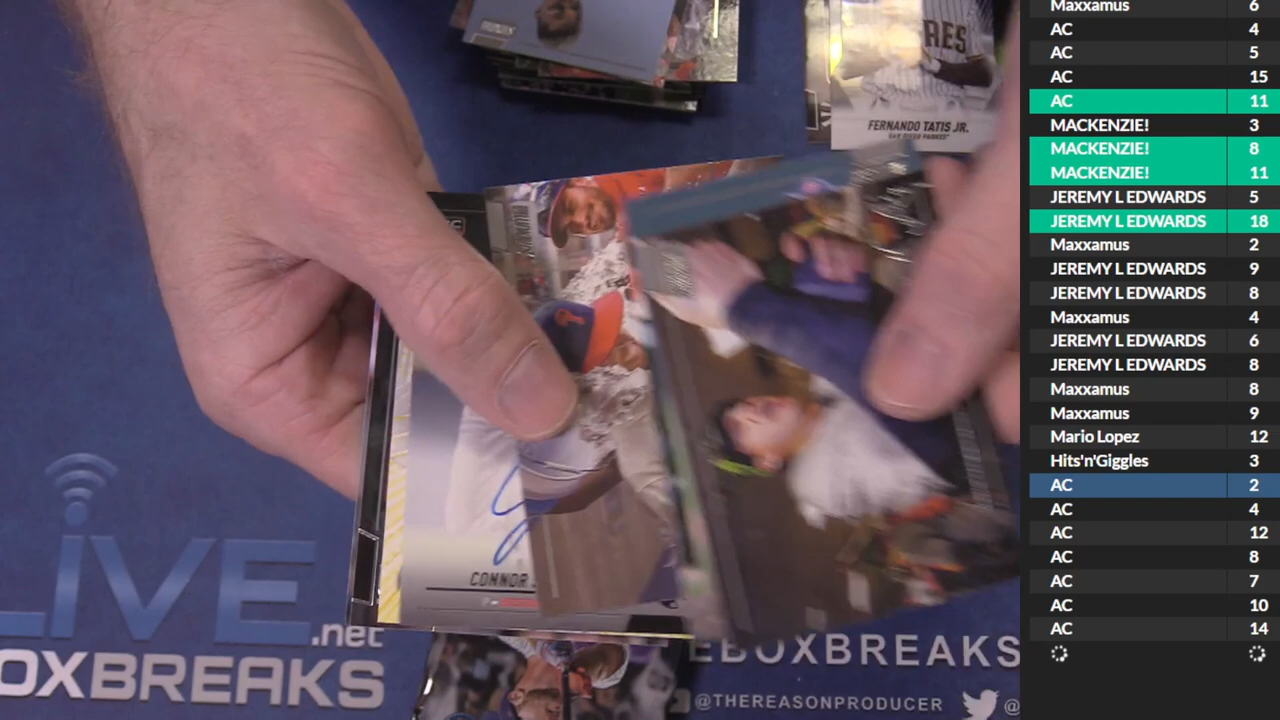 RES
FERNANDO TATIS JR.
SAN DIEGO PADRES
CONNOR
LIVE
.net
OXBREAKS
EBOXBREAKS
@THEREASONPRODUCER
@
Maxxamus 6
AC 4
AC 5
AC 15
AC 11
MACKENZIE! 3
MACKENZIE! 8
MACKENZIE! 11
JEREMY L EDWARDS 5
JEREMY L EDWARDS 18
Maxxamus 2
JEREMY L EDWARDS 9
JEREMY L EDWARDS 8
Maxxamus 4
JEREMY L EDWARDS 6
JEREMY L EDWARDS 8
Maxxamus 8
Maxxamus 9
Mario Lopez 12
Hits'n'Giggles 3
AC 2
AC 4
AC 12
AC 8
AC 7
AC 10
AC 14